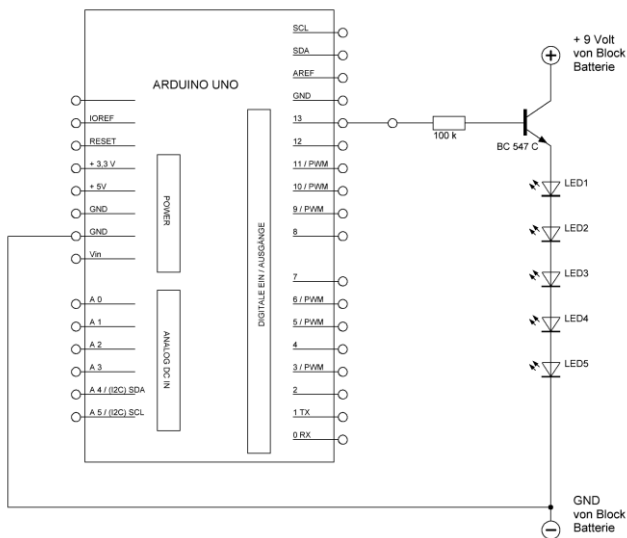 ARDUINO UNO
IOREF
RESET
+ 3,3 V
+ 5V
GND
GND
Vin
A 0
A 1
A 2
A 3
A 4 / (I2C) SDA
A 5 / (I2C) SCL
POWER
ANALOG DC IN
DIGITALE EIN / AUSGÄNGE
SCL
SDA
AREF
GND
13
12
11 / PWM
10 / PWM
9 / PWM
8
7
6 / PWM
5 / PWM
4
3 / PWM
2
1 TX
0 RX
100 k
BC 547 C
+ 9 Volt
von Block
Batterie
LED1
LED2
LED3
LED4
LED5
GND
von Block
Batterie